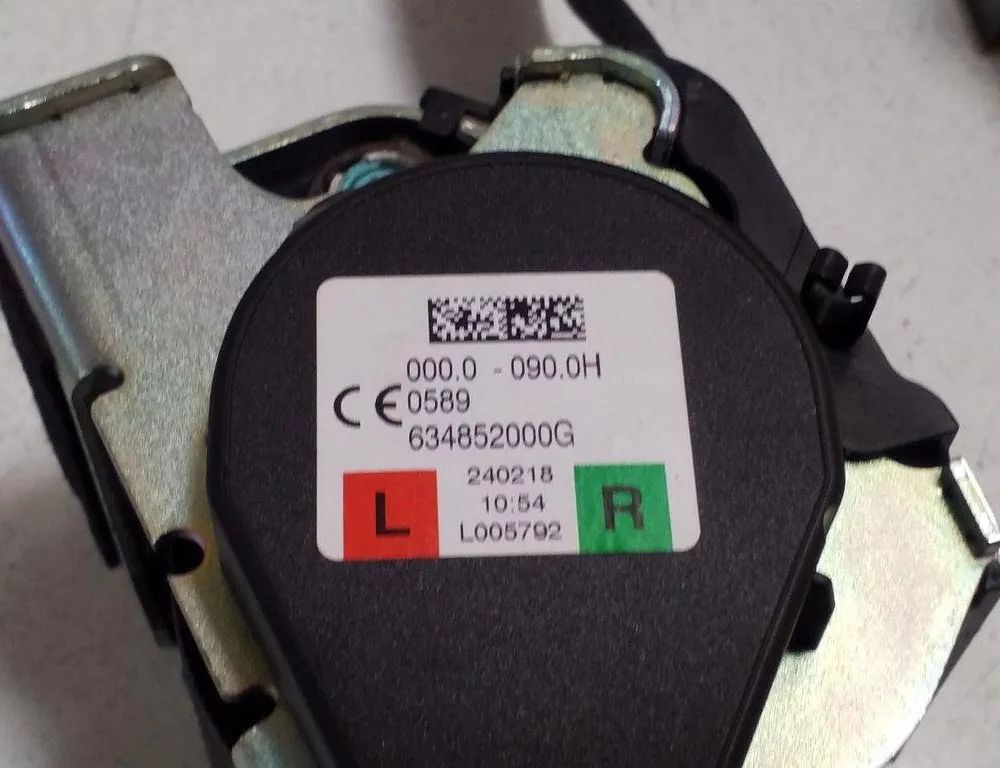 000.0 - 090.0H
CE 0589
634852000G
240218
10:54
L005792
L
R